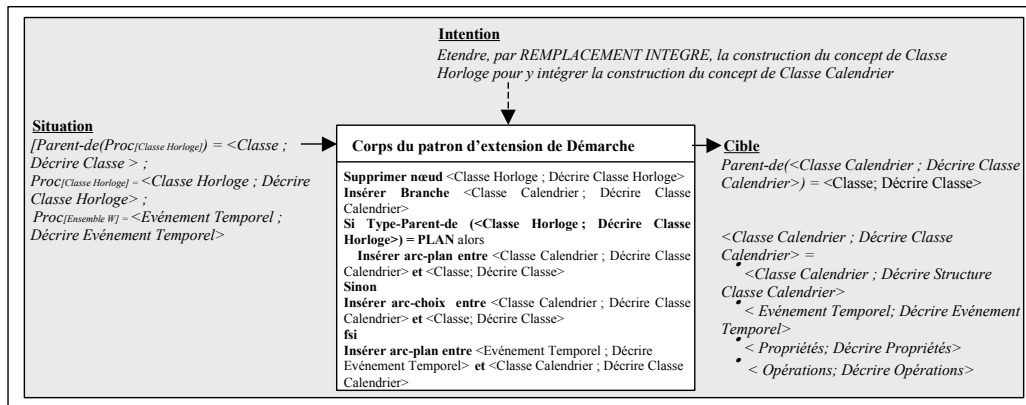 Intention
Etendre, par REMPLACEMENT INTEGRE, la construction du concept de Classe
Horloge pour y intégrer la construction du concept de Classe Calendrier
Situation
[Parent-de(Proc[Classe Horloge]) = <Classe ;
Décrire Classe > ;
Proc[Classe Horloge] = <Classe Horloge ; Décrire
Classe Horloge> ;
Proc[Ensemble W] = <Evénement Temporel ;
Décrire Evénement Temporel>
Corps du patron d'extension de Démarche
Supprimer nœud <Classe Horloge ; Décrire Classe Horloge>
Insérer Branche <Classe Calendrier ; Décrire Classe
Calendrier>
Si Type-Parent-de (<Classe Horloge ; Décrire Classe
Horloge>) = PLAN alors
Insérer arc-plan entre <Classe Calendrier ; Décrire Classe
Calendrier> et <Classe; Décrire Classe>
Sinon
Insérer arc-choix entre <Classe Calendrier ; Décrire Classe
Calendrier> et <Classe; Décrire Classe>
fsi
Insérer arc-plan entre <Evénement Temporel ; Décrire
Evénement Temporel> et <Classe Calendrier ; Décrire Classe
Calendrier>
Cible
Parent-de(<Classe Calendrier ; Décrire Classe
Calendrier>) = <Classe; Décrire Classe>
<Classe Calendrier ; Décrire Classe
Calendrier> =
• <Classe Calendrier ; Décrire Structure
Classe Calendrier>
• < Evénement Temporel; Décrire Evénement
Temporel>
• < Propriétés; Décrire Propriétés>
• < Opérations; Décrire Opérations>